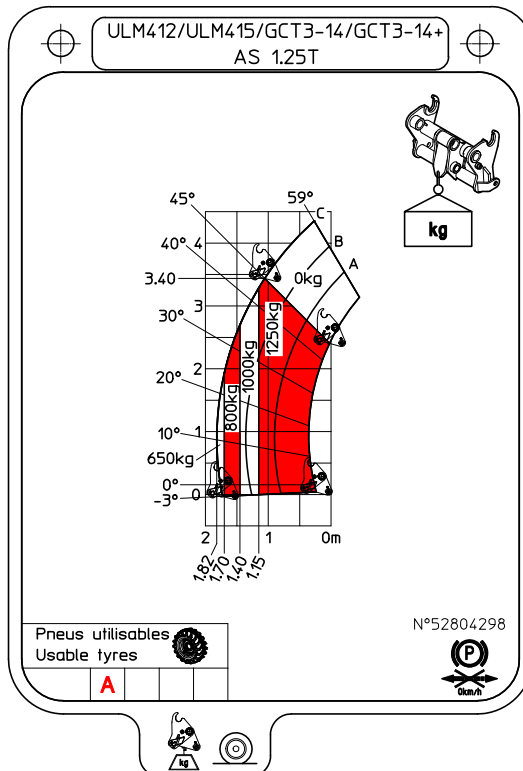 ULM412/ULM415/GCT3-14/GCT3-14+
AS 1.25T
kg
45°
59°
C
B
A
4
40°
3.40
0kg
3
30°
1250kg
1000kg
800kg
2
20°
1
10°
650kg
0°
0
-3°
2
1
0m
1.82
1.70
1.40
1.15
Pneus utilisables
Usable tyres
A
N°52804298
P
0km/h
kg